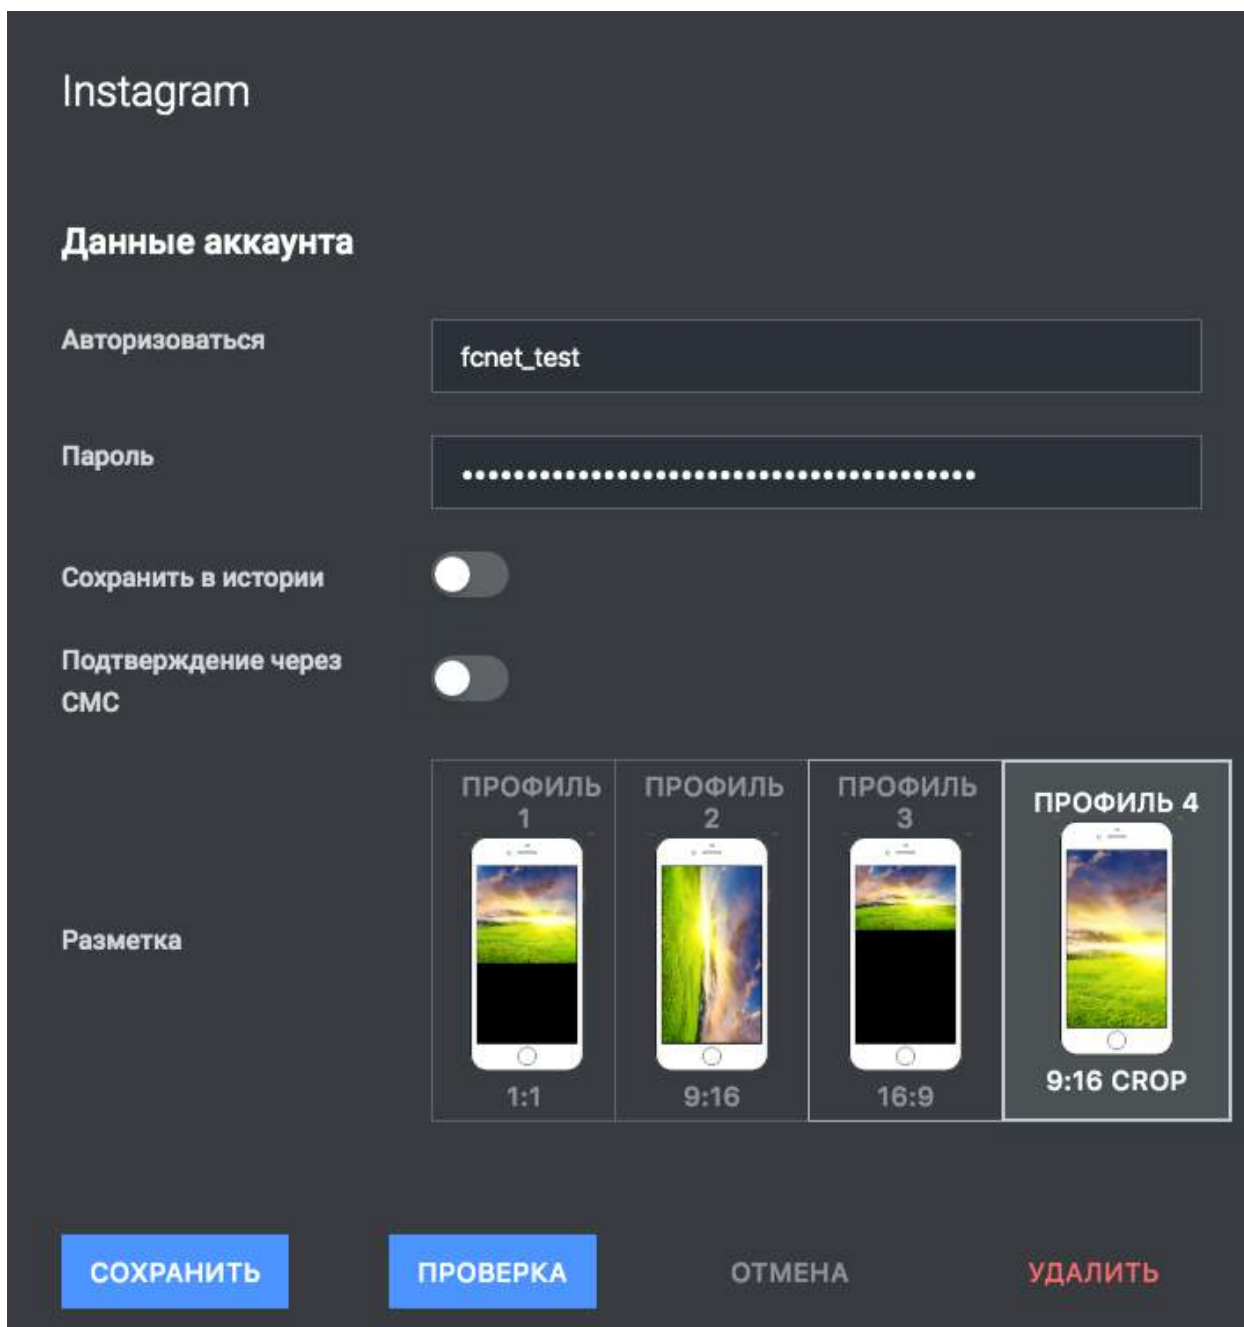 Instagram
Данные аккаунта
Авторизоваться
fcnet_test
Пароль
••••••••••••••••••••••••••••••••••••••••
Сохранить в истории
Подтверждение через
СМС
Разметка
ПРОФИЛЬ
1
1:1
ПРОФИЛЬ
2
9:16
ПРОФИЛЬ
3
16:9
ПРОФИЛЬ 4
9:16 CROP
СОХРАНИТЬ
ПРОВЕРКА
ОТМЕНА
УДАЛИТЬ